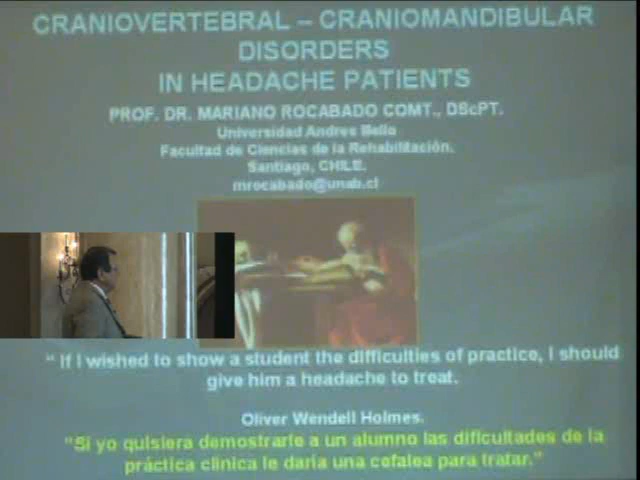 CRANIOVERTEBRAL – CRANIOMANDIBULAR
DISORDERS
IN HEADACHE PATIENTS
PROF. DR. MARIANO ROCABADO COMT., DScPT.
Universidad Andres Bello
Facultad de Ciencias de la Rehabilitación.
Santiago, CHILE.
mrocabado@unab.cl
“ If I wished to show a student the difficulties of practice, I should
give him a headache to treat.
Oliver Wendell Holmes.
“Si yo quisiera demostrarle a un alumno las dificultades de la
práctica clinica le daría una cefalea para tratar.”